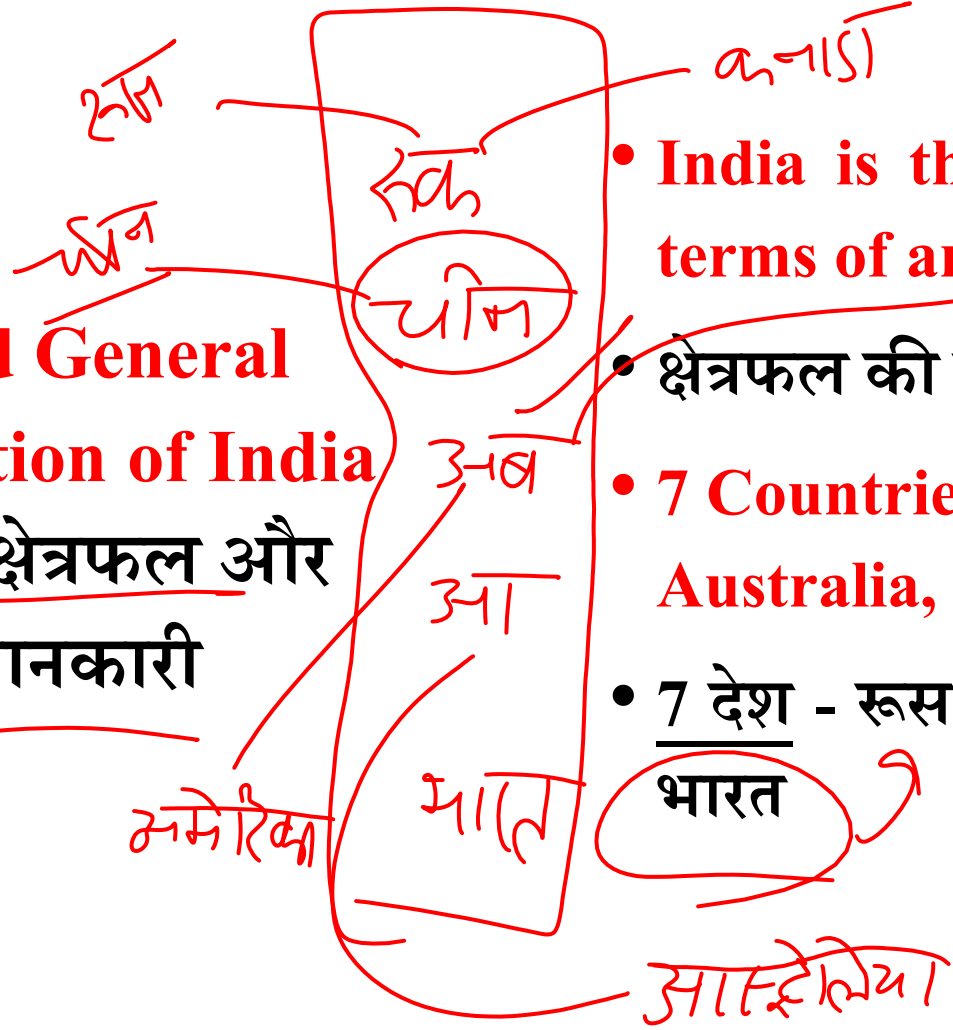 रूस
कनाडा
रूक
• India is th
चीन
terms of ar
चीन
d General
• क्षेत्रफल की
tion of India
अब
• 7 Countrie
क्षेत्रफल और
आ
Australia,
ानकारी
• 7 देश - रूस
अमेरिका
भारत
भारत
आस्ट्रेलिया